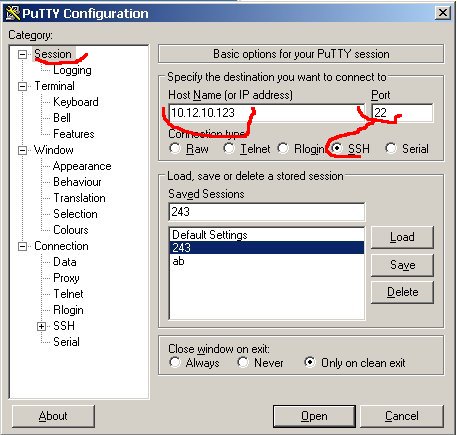 PuTTY Configuration
Category:
Session
Logging
Terminal
Keyboard
Bell
Features
Window
Appearance
Behaviour
Translation
Selection
Colours
Connection
Data
Proxy
Telnet
Rlogin
SSH
Serial
Basic options for your PuTTY session
Specify the destination you want to connect to
Host Name (or IP address) Port
10.12.10.123 22
Connection type:
Raw Telnet Rlogin SSH Serial
Load, save or delete a stored session
Saved Sessions
243
Default Settings
243
ab
Load
Save
Delete
Close window on exit:
Always Never Only on clean exit
About Open Cancel